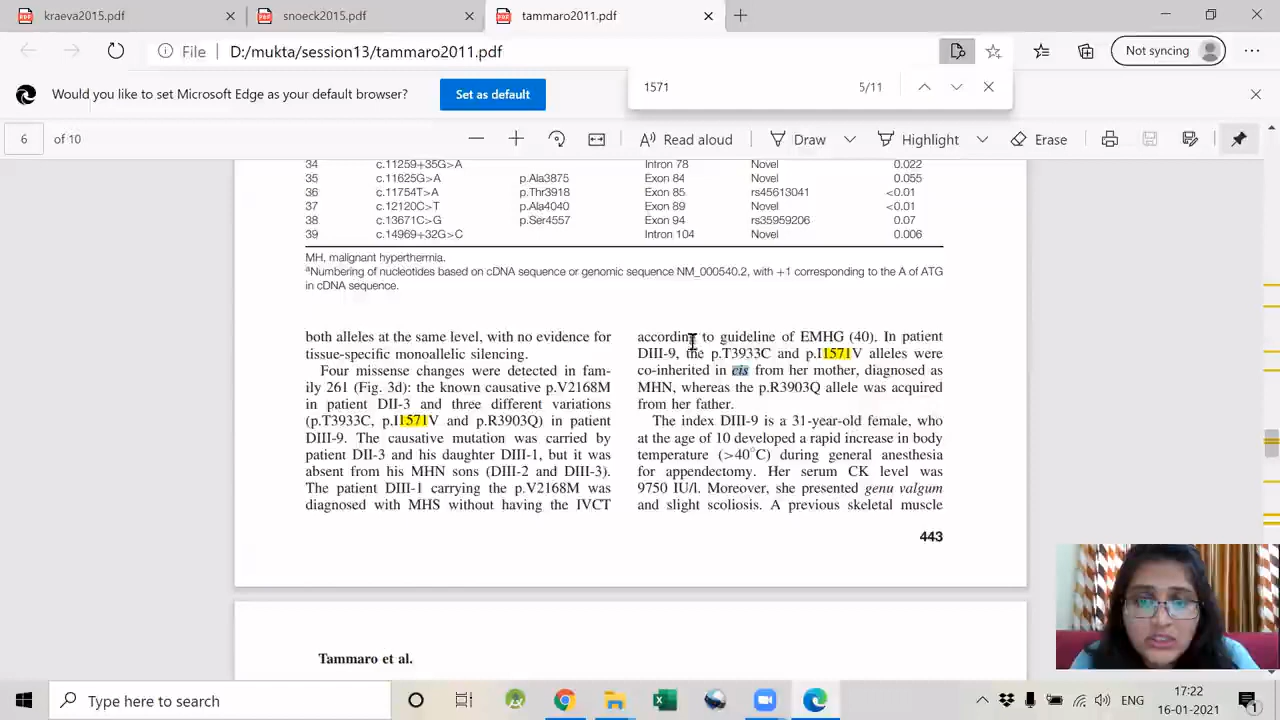 kraeva2015.pdf
snoeck2015.pdf
tammaro2011.pdf
File
D:/mukta/session13/tammaro2011.pdf
Not syncing
Would you like to set Microsoft Edge as your default browser?
Set as default
1571
5/11
6
of 10
Read aloud
Draw
Highlight
Erase
34 c.11259+35G>A Intron 78 Novel 0.022
35 c.11625G>A p.Ala3875 Exon 84 Novel 0.055
36 c.11754T>A p.Thr3918 Exon 85 rs45613041 <0.01
37 c.12120C>T p.Ala4040 Exon 89 Novel <0.01
38 c.13671C>G p.Ser4557 Exon 94 rs35959206 0.07
39 c.14969+32G>C Intron 104 Novel 0.006
MH, malignant hyperthermia.
aNumbering of nucleotides based on cDNA sequence or genomic sequence NM_000540.2, with +1 corresponding to the A of ATG
in cDNA sequence.
both alleles at the same level, with no evidence for
tissue-specific monoallelic silencing.
Four missense changes were detected in fam-
ily 261 (Fig. 3d): the known causative p.V2168M
in patient DII-3 and three different variations
(p.T3933C, p.I1571V and p.R3903Q) in patient
DIII-9. The causative mutation was carried by
patient DII-3 and his daughter DIII-1, but it was
absent from his MHN sons (DIII-2 and DIII-3).
The patient DIII-1 carrying the p.V2168M was
diagnosed with MHS without having the IVCT
according to guideline of EMHG (40). In patient
DIII-9, the p.T3933C and p.I1571V alleles were
co-inherited in cis from her mother, diagnosed as
MHN, whereas the p.R3903Q allele was acquired
from her father.
The index DIII-9 is a 31-year-old female, who
at the age of 10 developed a rapid increase in body
temperature (>40°C) during general anesthesia
for appendectomy. Her serum CK level was
9750 IU/l. Moreover, she presented genu valgum
and slight scoliosis. A previous skeletal muscle
443
Tammaro et al.
Type here to search
ENG
17:22
16-01-2021